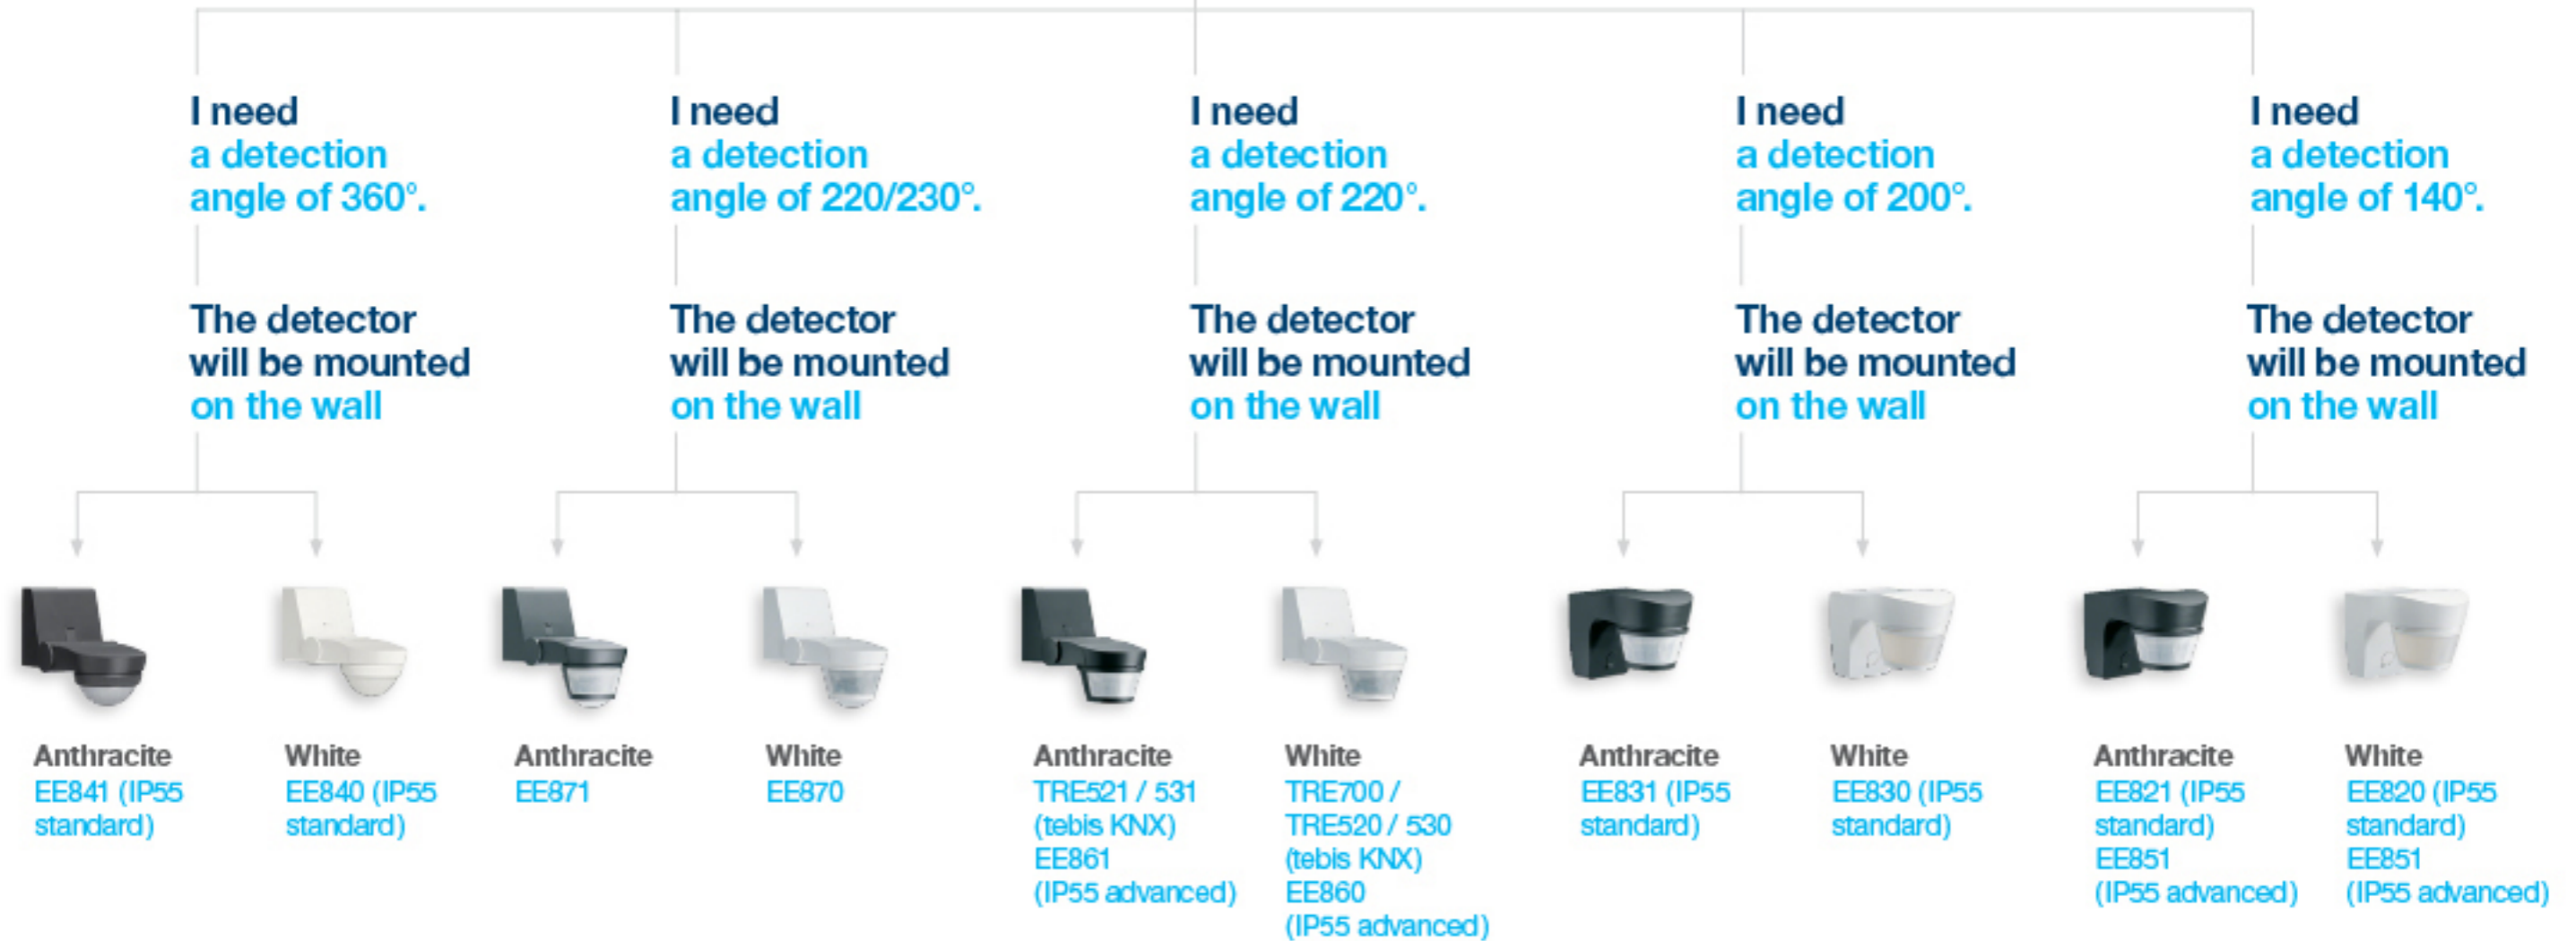 I need
a detection
angle of 360°.
The detector
will be mounted
on the wall
Anthracite
EE841 (IP55
standard)
White
EE840 (IP55
standard)
I need
a detection
angle of 220/230°.
The detector
will be mounted
on the wall
Anthracite
EE871
White
EE870
I need
a detection
angle of 220°.
The detector
will be mounted
on the wall
Anthracite
TRE521 / 531
(tebis KNX)
EE861
(IP55 advanced)
White
TRE700 /
TRE520 / 530
(tebis KNX)
EE860
(IP55 advanced)
I need
a detection
angle of 200°.
The detector
will be mounted
on the wall
Anthracite
EE831 (IP55
standard)
White
EE830 (IP55
standard)
I need
a detection
angle of 140°.
The detector
will be mounted
on the wall
Anthracite
EE821 (IP55
standard)
EE851
(IP55 advanced)
White
EE820 (IP55
standard)
EE851
(IP55 advanced)